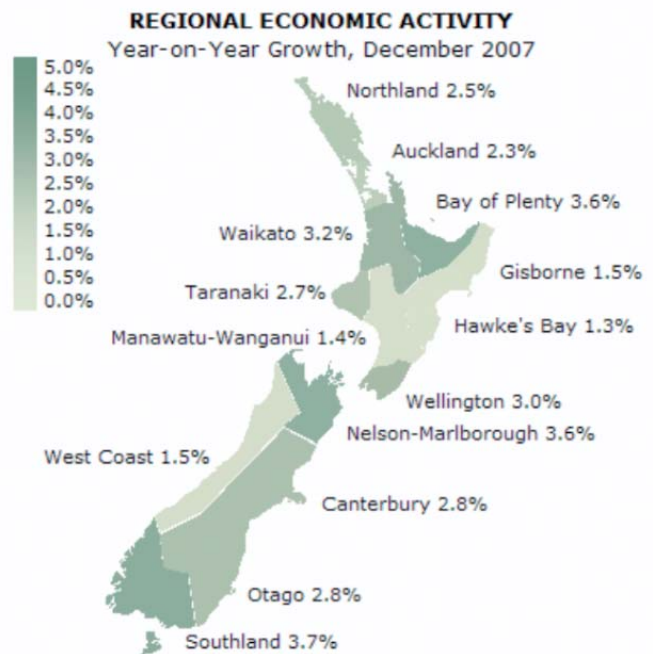 REGIONAL ECONOMIC ACTIVITY
Year-on-Year Growth, December 2007
5.0%
4.5%
4.0%
3.5%
3.0%
2.5%
2.0%
1.5%
1.0%
0.5%
0.0%
Northland 2.5%
Auckland 2.3%
Bay of Plenty 3.6%
Waikato 3.2%
Gisborne 1.5%
Taranaki 2.7%
Hawke's Bay 1.3%
Manawatu-Wanganui 1.4%
Wellington 3.0%
Nelson-Marlborough 3.6%
West Coast 1.5%
Canterbury 2.8%
Otago 2.8%
Southland 3.7%